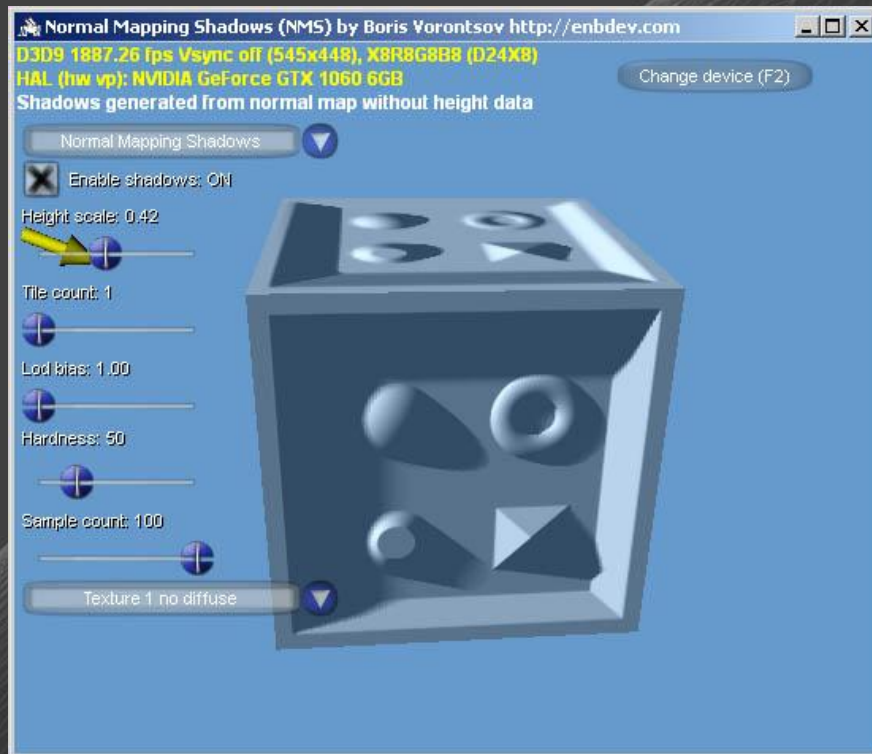 Normal Mapping Shadows (NMS) by Boris Vorontsov http://enbdev.com
D3D9 1887.26 fps Vsync off (545x448), X8R8G8B8 (D24X8)
HAL (hw vp): NVIDIA GeForce GTX 1060 6GB
Change device (F2)
Shadows generated from normal map without height data
Normal Mapping Shadows
Enable shadows: ON
Height scale: 0.42
Tile count: 1
Lod bias: 1.00
Hardness: 50
Sample count: 100
Texture 1 no diffuse